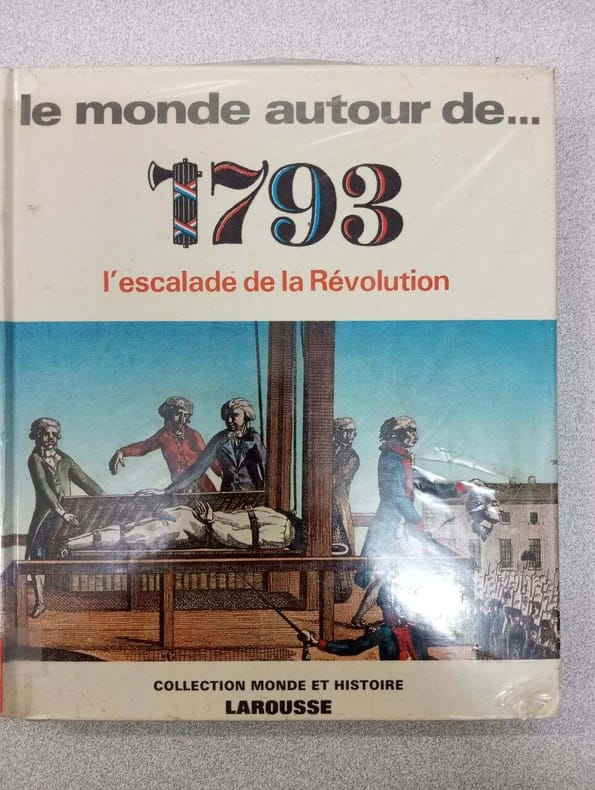 le monde autour de...
1793
l'escalade de la Révolution
COLLECTION MONDE ET HISTOIRE
LAROUSSE